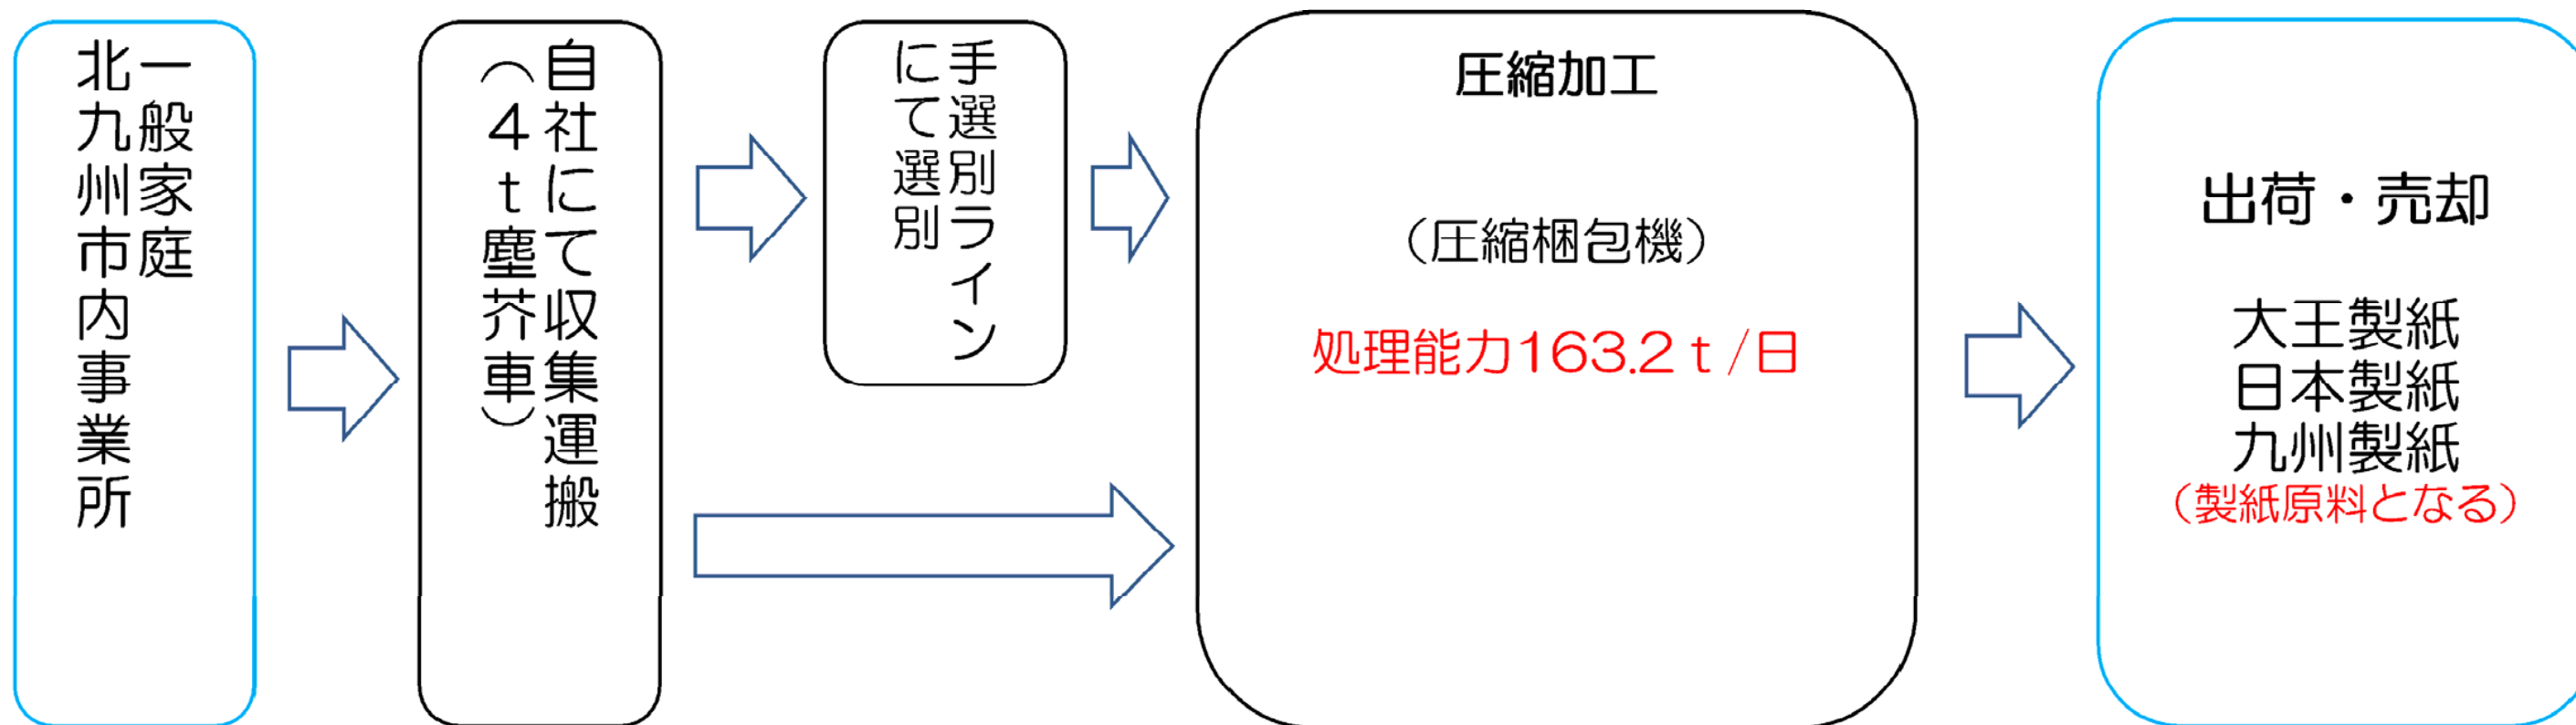 一般家庭
北九州市内事業所
自社にて収集運搬
（４ｔ塵芥車）
手選別ライン
にて選別
圧縮加工
（圧縮梱包機）
処理能力163.2ｔ/日
出荷・売却
大王製紙
日本製紙
九州製紙
（製紙原料となる）